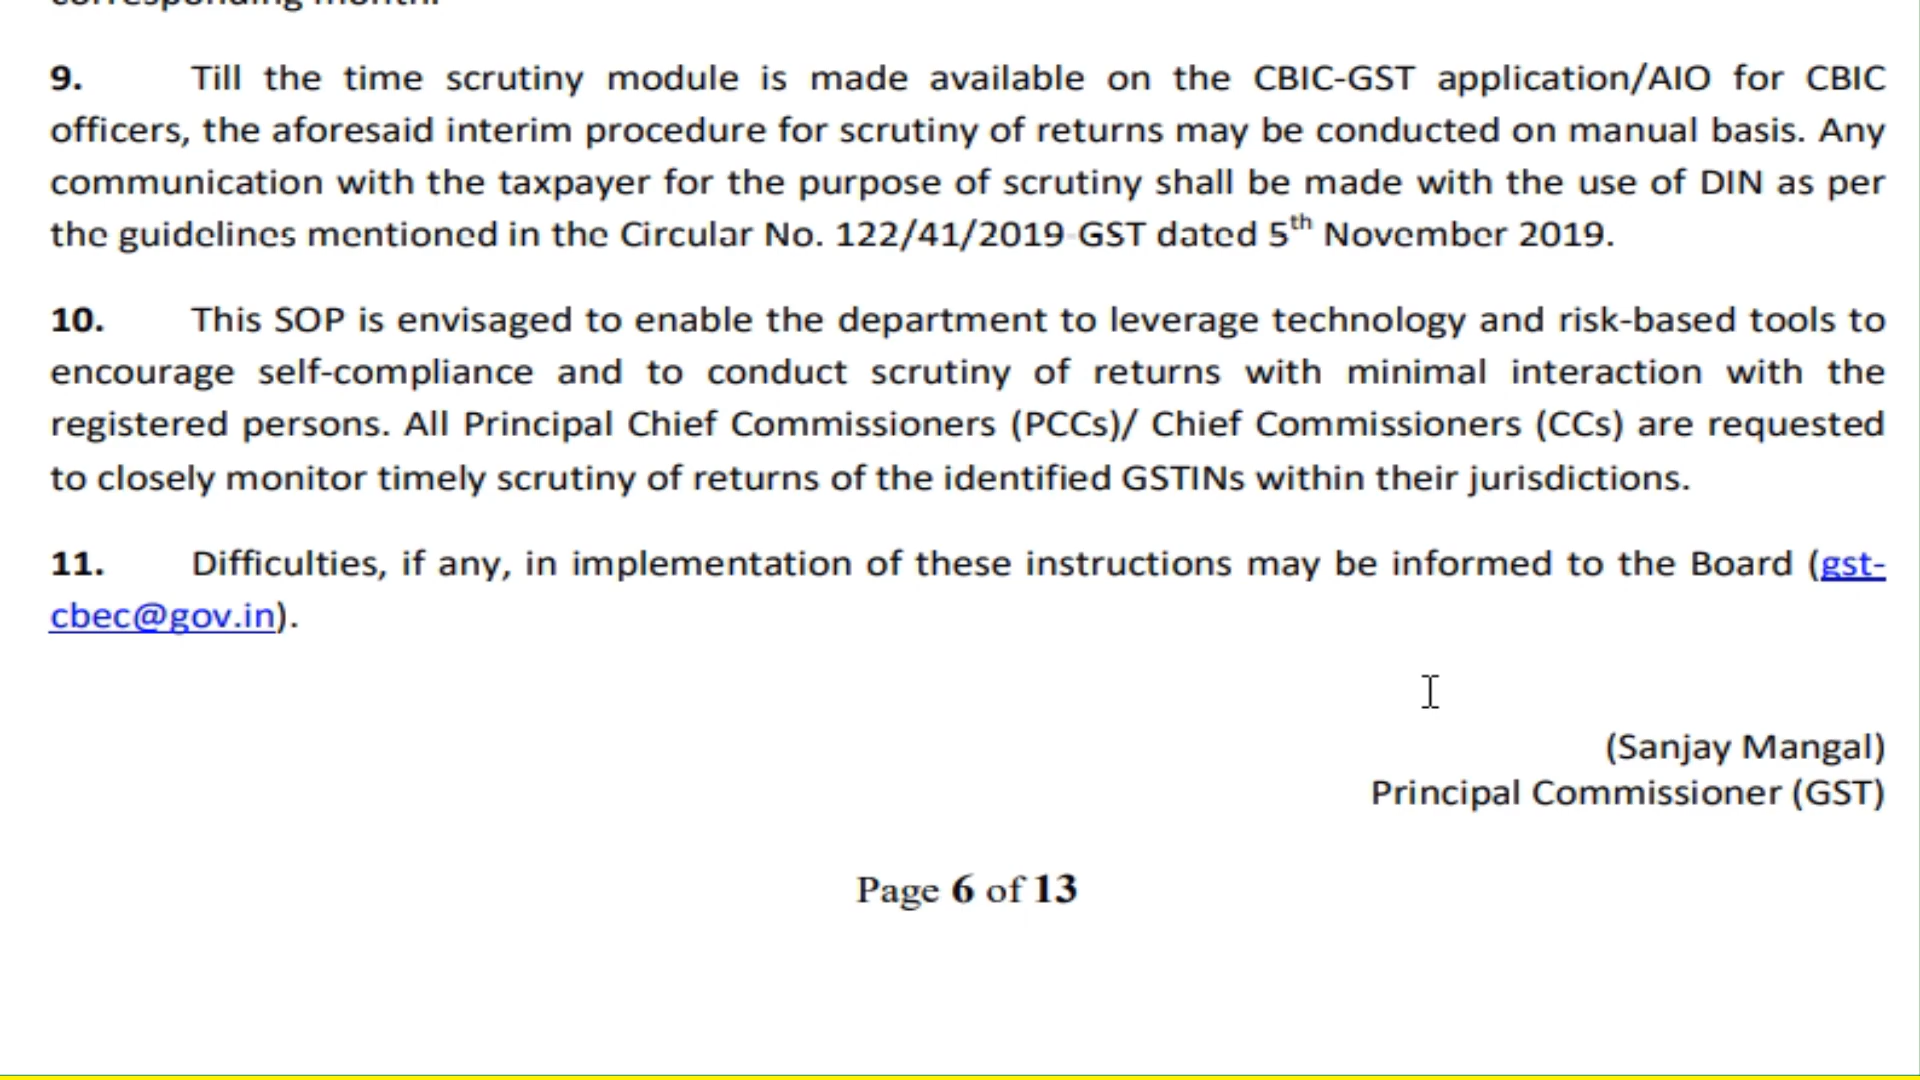 corresponding month.
9. Till the time scrutiny module is made available on the CBIC-GST application/AIO for CBIC
officers, the aforesaid interim procedure for scrutiny of returns may be conducted on manual basis. Any
communication with the taxpayer for the purpose of scrutiny shall be made with the use of DIN as per
the guidelines mentioned in the Circular No. 122/41/2019-GST dated 5th November 2019.
10. This SOP is envisaged to enable the department to leverage technology and risk-based tools to
encourage self-compliance and to conduct scrutiny of returns with minimal interaction with the
registered persons. All Principal Chief Commissioners (PCCs)/ Chief Commissioners (CCs) are requested
to closely monitor timely scrutiny of returns of the identified GSTINs within their jurisdictions.
11. Difficulties, if any, in implementation of these instructions may be informed to the Board (gst-
cbec@gov.in).
(Sanjay Mangal)
Principal Commissioner (GST)
Page 6 of 13